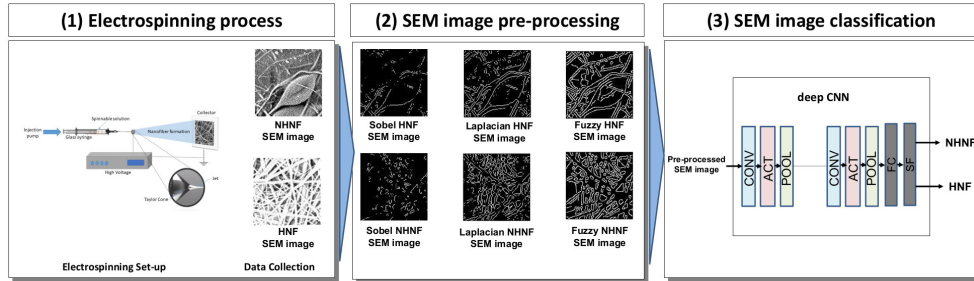 (1) Electrospinning process
(2) SEM image pre-processing
(3) SEM image classification
Spinnable solution
Injection
pump
Glass syringe
Nanofiber formation
Collector
High Voltage
Jet
Taylor Cone
NHNF
SEM image
HNF
SEM image
Electrospinning Set-up
Data Collection
Sobel HNF
SEM image
Laplacian HNF
SEM image
Fuzzy HNF
SEM image
Sobel NHNF
SEM image
Laplacian NHNF
SEM image
Fuzzy NHNF
SEM image
deep CNN
Pre-processed
SEM image
CONV
ACT
POOL
CONV
ACT
POOL
FC
SF
NHNF
HNF